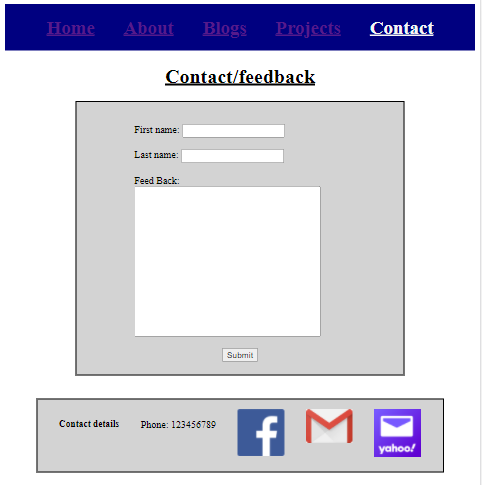 Home About Blogs Projects Contact
Contact/feedback
First name:
Last name:
Feed Back:
Submit
Contact details Phone: 123456789 yahoo!